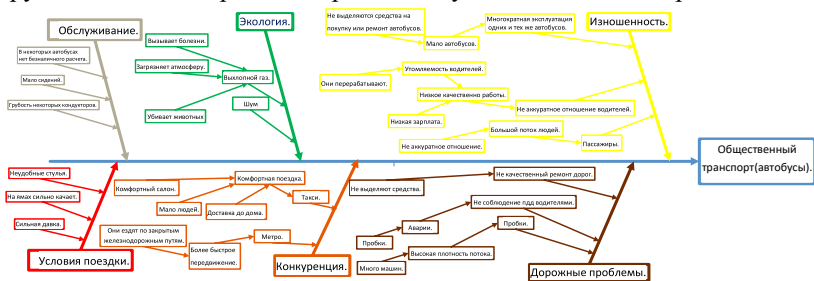 Обслуживание.
В некоторых автобусах
нет безналичного расчета.
Мало сидений.
Грубость некоторых кондукторов.
Экология.
Вызывает болезни.
Загрязняет атмосферу.
Выхлопной газ.
Убивает животных
Шум
Изношенность.
Не выделяются средства на
покупку или ремонт автобусов.
Мало автобусов.
Многократная эксплуатация
одних и тех же автобусов.
Утомляемость водителей.
Они перерабатывают.
Низкое качественно работы.
Низкая зарплата.
Не аккуратное отношение водителей.
Большой поток людей.
Не аккуратное отношение.
Пассажиры.
Общественный
транспорт(автобусы).
Неудобные стулья.
На ямах сильно качает.
Сильная давка.
Условия поездки.
Комфортный салон.
Комфортная поездка.
Мало людей.
Доставка до дома.
Такси.
Они ездят по закрытым
железнодорожным путям.
Более быстрое
передвижение.
Метро.
Конкуренция.
Не выделяют средства.
Не качественный ремонт дорог.
Не соблюдение пдд водителями.
Аварии.
Пробки.
Пробки.
Много машин.
Высокая плотность потока.
Дорожные проблемы.